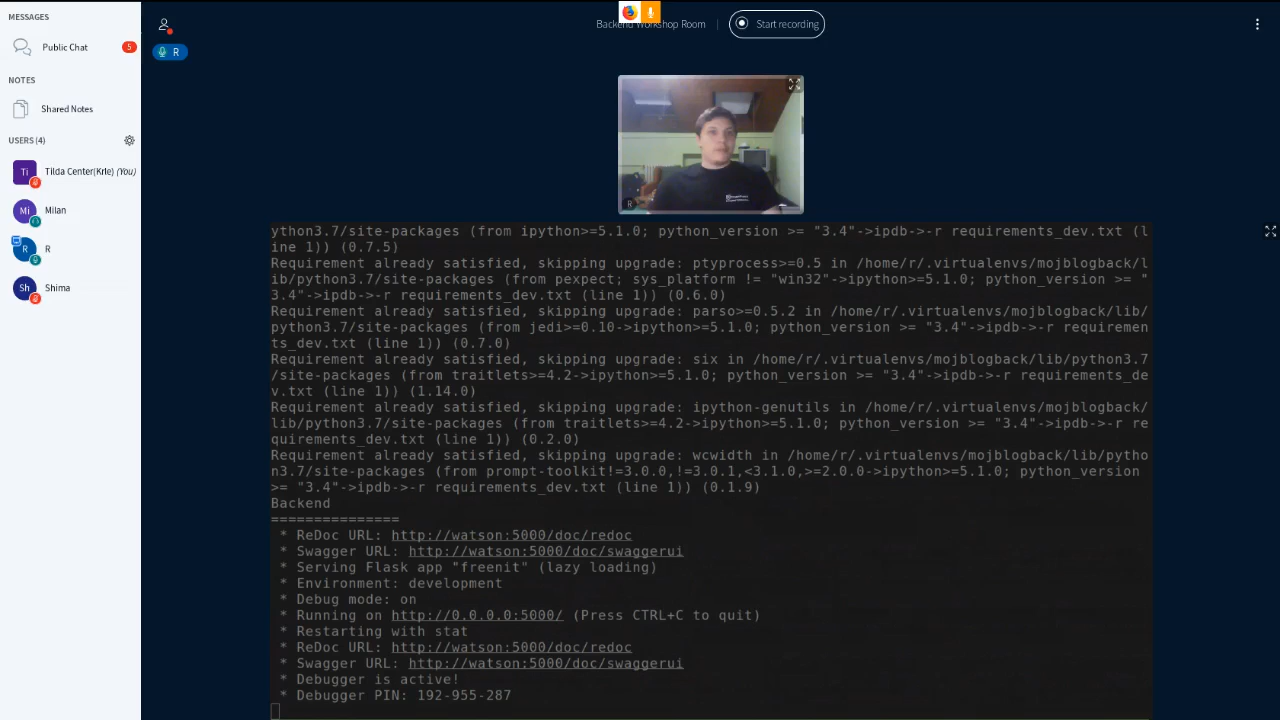 MESSAGES
Public Chat
5
NOTES
Shared Notes
USERS (4)
Ti
Tilda Center(Krle) (You)
Mi
Milan
R
R
Sh
Shima
R
Backend Workshop Room
Start recording
R
ython3.7/site-packages (from ipython>=5.1.0; python_version >= "3.4"->ipdb->-r requirements_dev.txt (l
ine 1)) (0.7.5)
Requirement already satisfied, skipping upgrade: ptyprocess>=0.5 in /home/r/.virtualenvs/mojblogback/l
ib/python3.7/site-packages (from pexpect; sys_platform != "win32"->ipython>=5.1.0; python_version >= "
3.4"->ipdb->-r requirements_dev.txt (line 1)) (0.6.0)
Requirement already satisfied, skipping upgrade: parso>=0.5.2 in /home/r/.virtualenvs/mojblogback/lib/
python3.7/site-packages (from jedi>=0.10->ipython>=5.1.0; python_version >= "3.4"->ipdb->-r requiremen
ts_dev.txt (line 1)) (0.7.0)
Requirement already satisfied, skipping upgrade: six in /home/r/.virtualenvs/mojblogback/lib/python3.7
/site-packages (from traitlets>=4.2->ipython>=5.1.0; python_version >= "3.4"->ipdb->-r requirements_de
v.txt (line 1)) (1.14.0)
Requirement already satisfied, skipping upgrade: ipython-genutils in /home/r/.virtualenvs/mojblogback/
lib/python3.7/site-packages (from traitlets>=4.2->ipython>=5.1.0; python_version >= "3.4"->ipdb->-r re
quirements_dev.txt (line 1)) (0.2.0)
Requirement already satisfied, skipping upgrade: wcwidth in /home/r/.virtualenvs/mojblogback/lib/pytho
n3.7/site-packages (from prompt-toolkit!=3.0.0,!=3.0.1,<3.1.0,>=2.0.0->ipython>=5.1.0; python_version
>= "3.4"->ipdb->-r requirements_dev.txt (line 1)) (0.1.9)
Backend
===============
* ReDoc URL: http://watson:5000/doc/redoc
* Swagger URL: http://watson:5000/doc/swaggerui
* Serving Flask app "freenit" (lazy loading)
* Environment: development
* Debug mode: on
* Running on http://0.0.0.0:5000/ (Press CTRL+C to quit)
* Restarting with stat
* ReDoc URL: http://watson:5000/doc/redoc
* Swagger URL: http://watson:5000/doc/swaggerui
* Debugger is active!
* Debugger PIN: 192-955-287